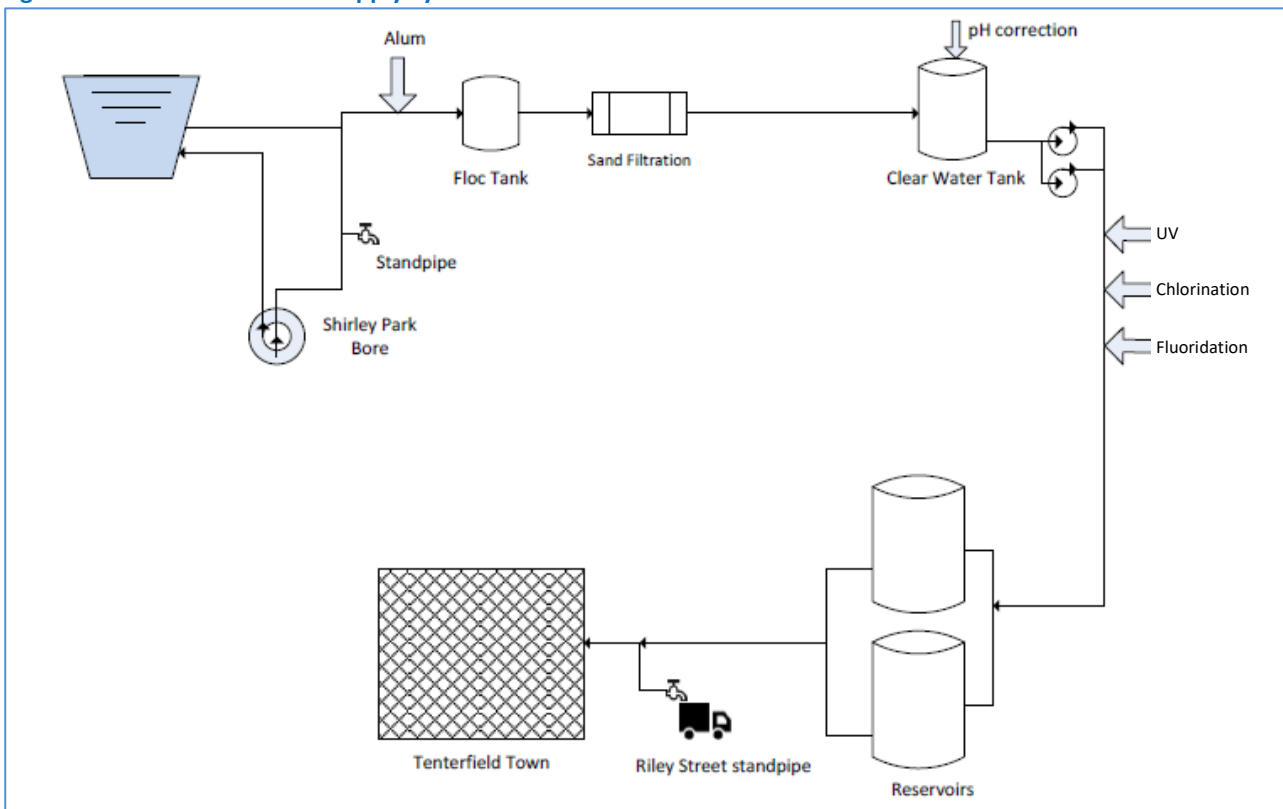 Alum
pH correction
Floc Tank
Sand Filtration
Clear Water Tank
Standpipe
UV
Chlorination
Fluoridation
Shirley Park
Bore
Tenterfield Town
Riley Street standpipe
Reservoirs